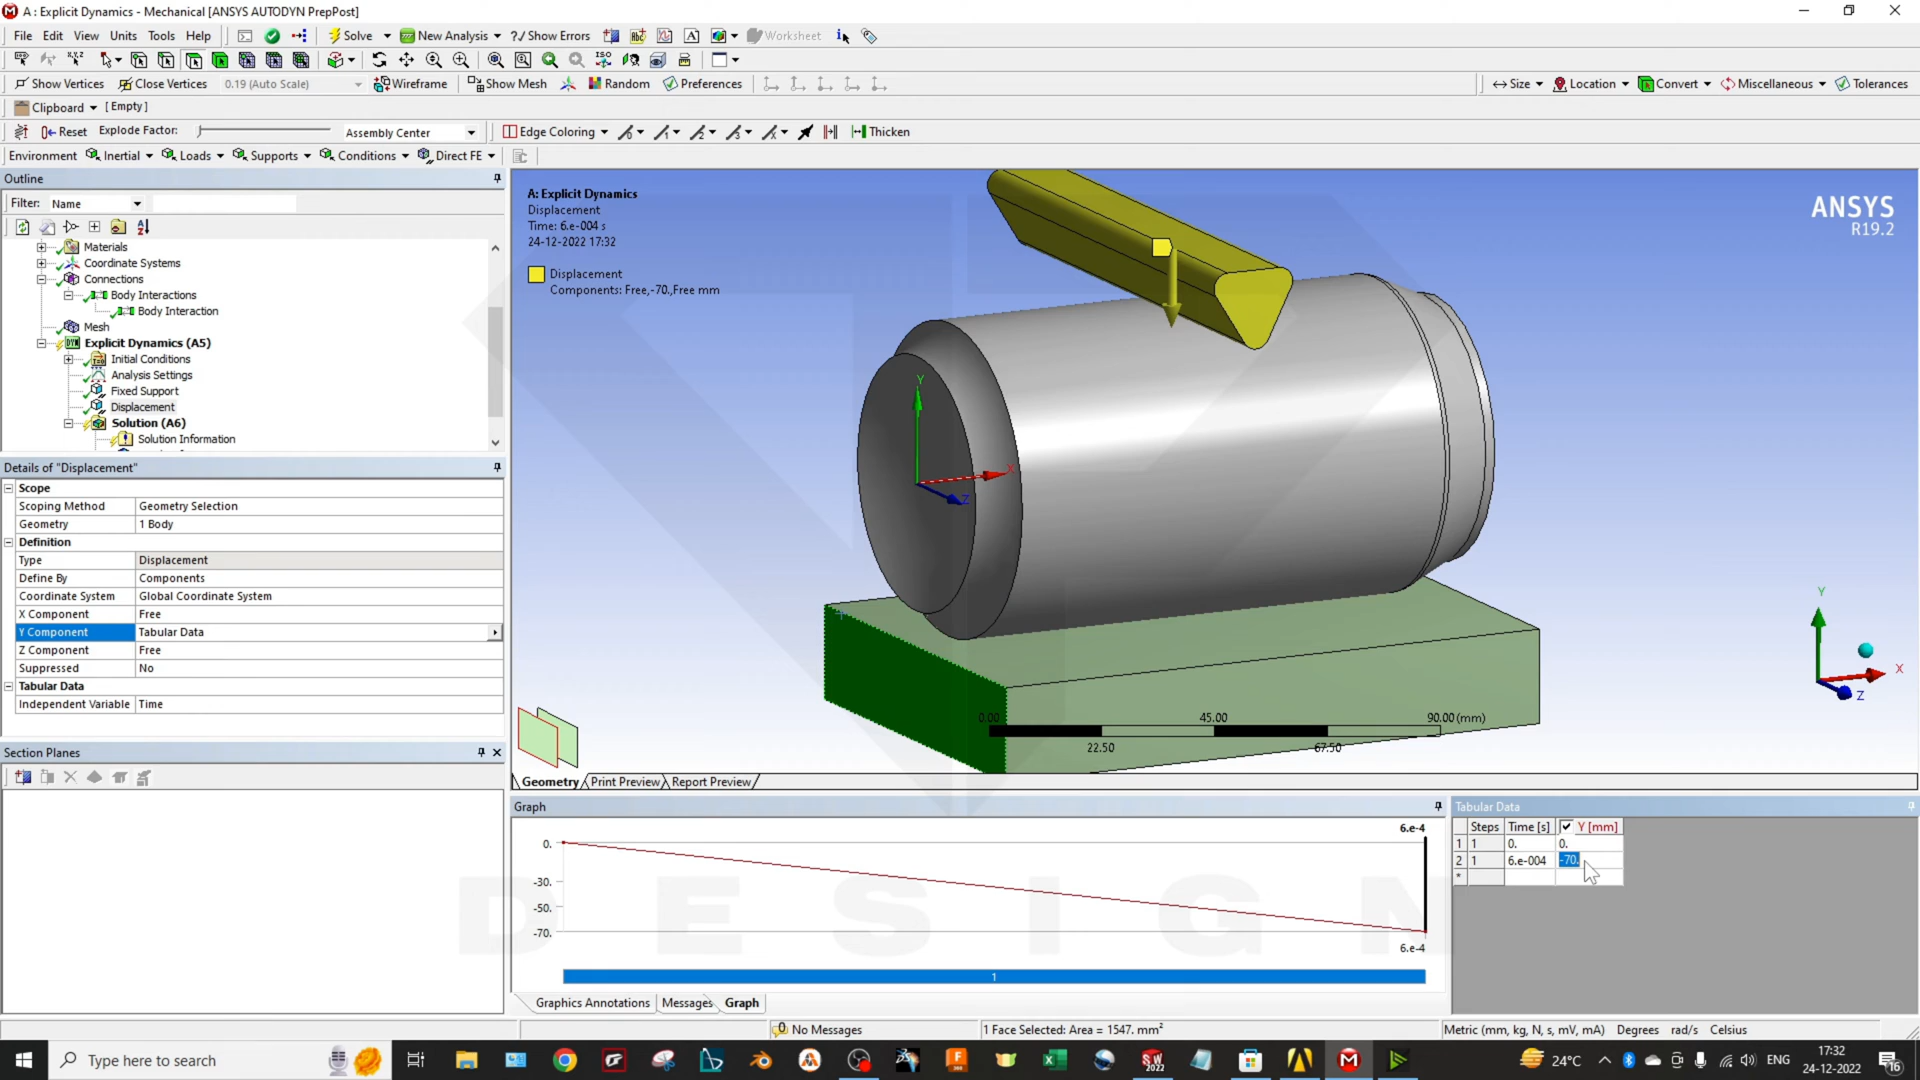 A : Explicit Dynamics - Mechanical [ANSYS AUTODYN PrepPost]
File Edit View Units Tools Help Solve New Analysis ?/ Show Errors Worksheet
Show Vertices Close Vertices 0.19 (Auto Scale) Wireframe Show Mesh Random Preferences Size Location Convert Miscellaneous Tolerances
Clipboard [ Empty ]
Reset Explode Factor: Assembly Center Edge Coloring Thicken
Environment Inertial Loads Supports Conditions Direct FE
Outline
Filter: Name
Materials
Coordinate Systems
Connections
Body Interactions
Body Interaction
Mesh
Explicit Dynamics (A5)
Initial Conditions
Analysis Settings
Fixed Support
Displacement
Solution (A6)
Solution Information
Details of "Displacement"
Scope
Scoping Method Geometry Selection
Geometry 1 Body
Definition
Type Displacement
Define By Components
Coordinate System Global Coordinate System
X Component Free
Y Component Tabular Data
Z Component Free
Suppressed No
Tabular Data
Independent Variable Time
Section Planes
A: Explicit Dynamics
Displacement
Time: 6.e-004 s
24-12-2022 17:32
Displacement
Components: Free,-70.,Free mm
ANSYS
R19.2
Y
X
Z
Y
X
Z
0.00 45.00 90.00 (mm)
22.50 67.50
Geometry Print Preview Report Preview
Graph
6.e-4
0.
-30.
-50.
-70.
6.e-4
1
DESIGN
Graphics Annotations Messages Graph
Tabular Data
Steps Time [s] Y [mm]
1 1 0. 0.
2 1 6.e-004 -70.
*
No Messages 1 Face Selected: Area = 1547. mm² Metric (mm, kg, N, s, mV, mA) Degrees rad/s Celsius
Type here to search 24°C ENG 17:32
24-12-2022 16